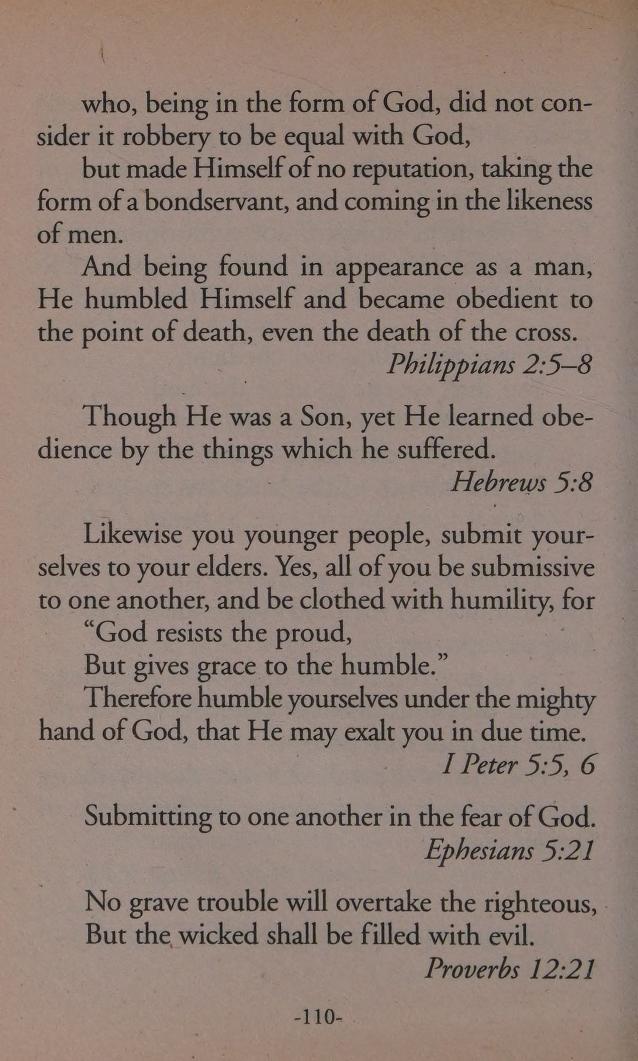 who, being in the form of God, did not con-
sider it robbery to be equal with God,
but made Himself of no reputation, taking the
form of a bondservant, and coming in the likeness
of men.
And being found in appearance as a man,
He humbled Himself and became obedient to
the point of death, even the death of the cross.
Philippians 2:5–8
Though He was a Son, yet He learned obe-
dience by the things which he suffered.
Hebrews 5:8
Likewise you younger people, submit your-
selves to your elders. Yes, all of you be submissive
to one another, and be clothed with humility, for
“God resists the proud,
But gives grace to the humble.”
Therefore humble yourselves under the mighty
hand of God, that He may exalt you in due time.
I Peter 5:5, 6
Submitting to one another in the fear of God.
Ephesians 5:21
No grave trouble will overtake the righteous,
But the wicked shall be filled with evil.
Proverbs 12:21
-110-